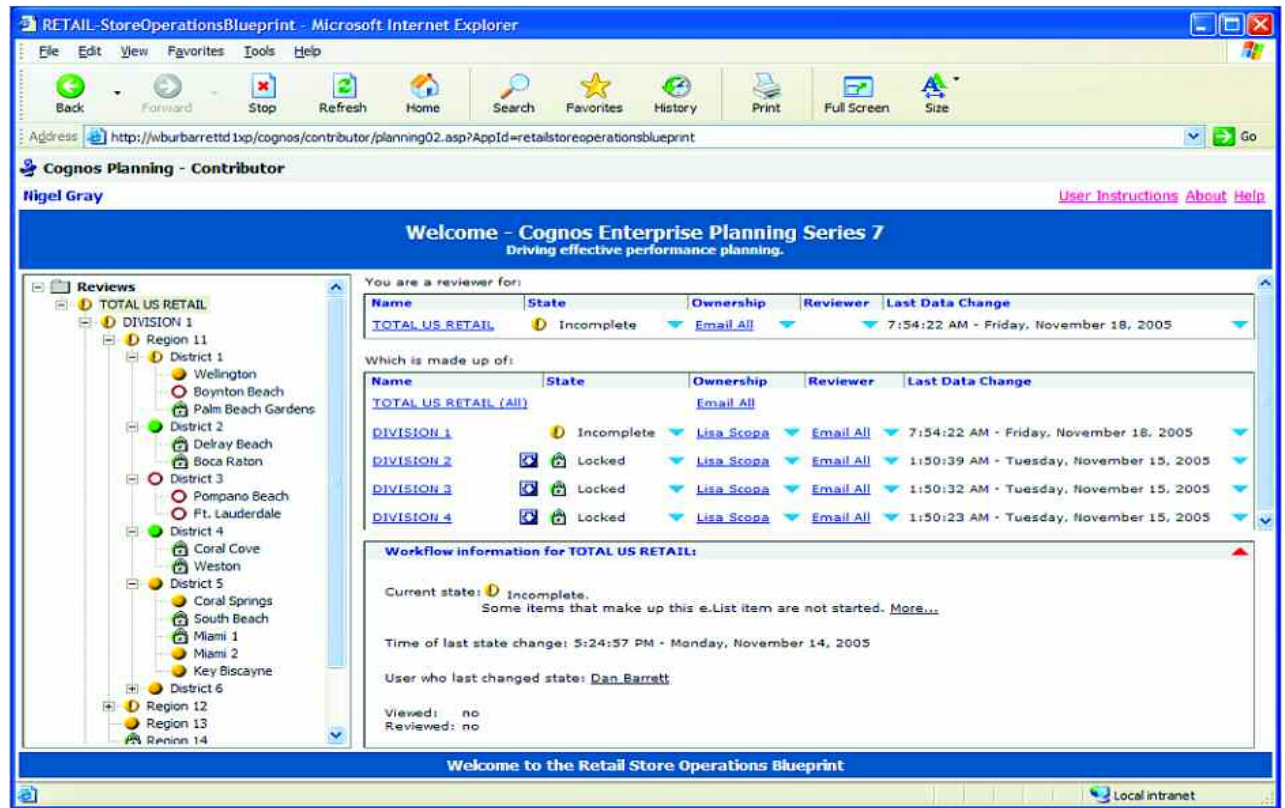 RETAIL-StoreOperationsBlueprint - Microsoft Internet Explorer
File Edit View Favorites Tools Help
Back Forward Stop Refresh Home Search Favorites History Print Full Screen Size
Address http://wburbarrettd1xp/cognos/contributor/planning02.asp?AppId=retailstoreoperationsblueprint Go
Cognos Planning - Contributor
Nigel Gray User Instructions About Help
Welcome - Cognos Enterprise Planning Series 7
Driving effective performance planning.
Reviews
TOTAL US RETAIL
DIVISION 1
Region 11
District 1
Wellington
Boynton Beach
Palm Beach Gardens
District 2
Delray Beach
Boca Raton
District 3
Pompano Beach
Ft. Lauderdale
District 4
Coral Cove
Weston
District 5
Coral Springs
South Beach
Miami 1
Miami 2
Key Biscayne
District 6
Region 12
Region 13
Region 14
You are a reviewer for:
Name State Ownership Reviewer Last Data Change
TOTAL US RETAIL Incomplete Email All 7:54:22 AM - Friday, November 18, 2005
Which is made up of:
Name State Ownership Reviewer Last Data Change
TOTAL US RETAIL (All) Email All
DIVISION 1 Incomplete Lisa Scopa Email All 7:54:22 AM - Friday, November 18, 2005
DIVISION 2 Locked Lisa Scopa Email All 1:50:39 AM - Tuesday, November 15, 2005
DIVISION 3 Locked Lisa Scopa Email All 1:50:32 AM - Tuesday, November 15, 2005
DIVISION 4 Locked Lisa Scopa Email All 1:50:23 AM - Tuesday, November 15, 2005
Workflow information for TOTAL US RETAIL:
Current state: Incomplete.
Some items that make up this e.List item are not started. More...
Time of last state change: 5:24:57 PM - Monday, November 14, 2005
User who last changed state: Dan Barrett
Viewed: no
Reviewed: no
Welcome to the Retail Store Operations Blueprint
Local intranet